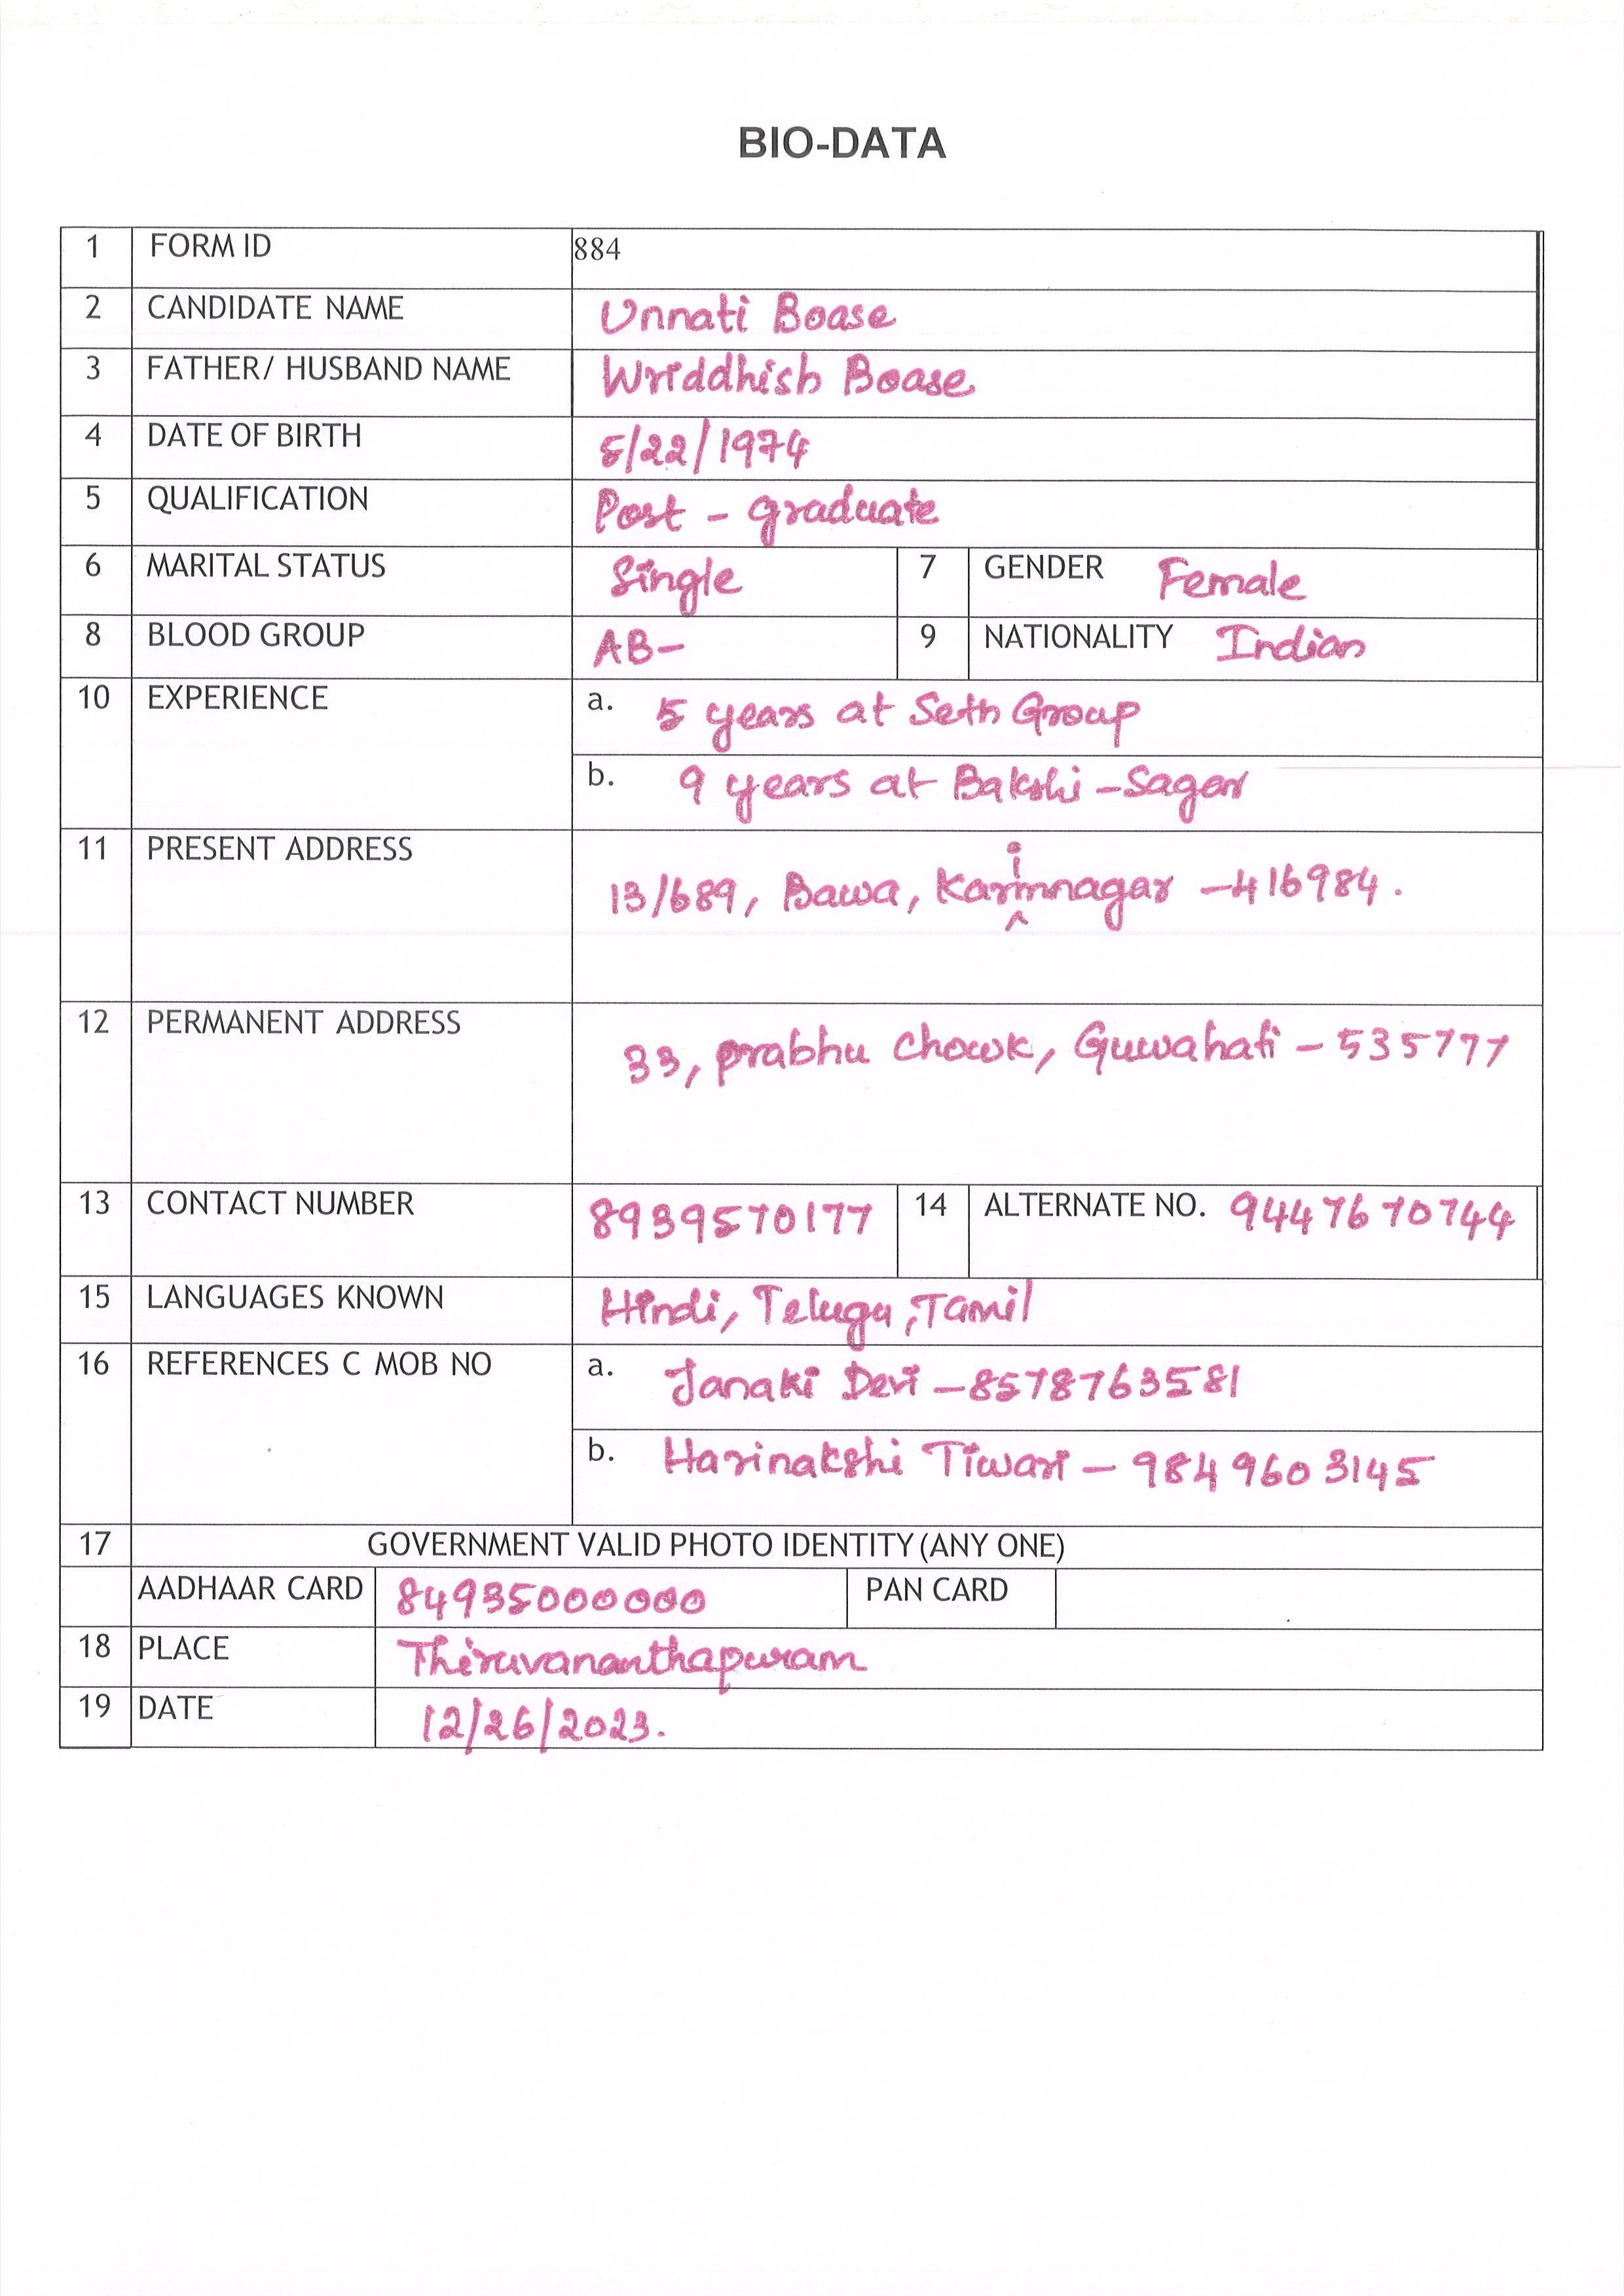 BIO-DATA
1 FORM ID 884
2 CANDIDATE NAME Unnati Boase
3 FATHER/ HUSBAND NAME Wriddhish Boase
4 DATE OF BIRTH 5/22/1974
5 QUALIFICATION Post - graduate
6 MARITAL STATUS Single 7 GENDER Female
8 BLOOD GROUP AB- 9 NATIONALITY Indian
10 EXPERIENCE a. 5 years at Seth Group
b. 9 years at Bakshi - Sagar
11 PRESENT ADDRESS 13/689, Bawa, Karimnagar - 416984.
12 PERMANENT ADDRESS 33, prabhu chowk, Guwahati - 535777
13 CONTACT NUMBER 8939570177 14 ALTERNATE NO. 9447670744
15 LANGUAGES KNOWN Hindi, Telugu, Tamil
16 REFERENCES C MOB NO a. Janaki Devi - 8578763581
b. Harinakshi Tiwari - 9849603145
17 GOVERNMENT VALID PHOTO IDENTITY (ANY ONE)
AADHAAR CARD 84935000000 PAN CARD
18 PLACE Thiruvananthapuram
19 DATE 12/26/2023.